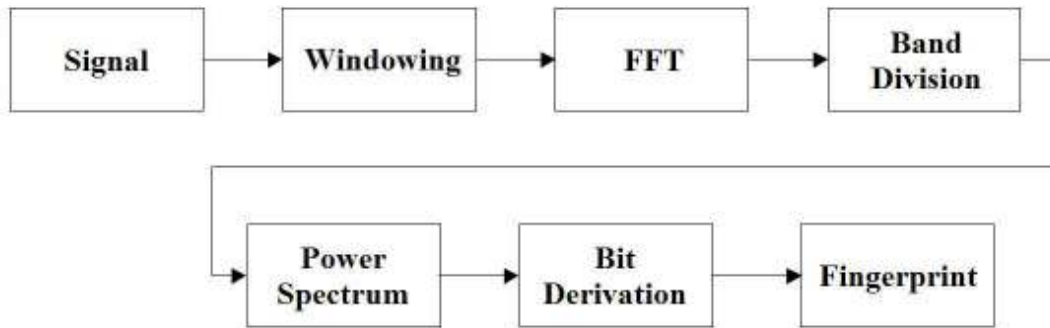 Signal
Windowing
FFT
Band
Division
Power
Spectrum
Bit
Derivation
Fingerprint